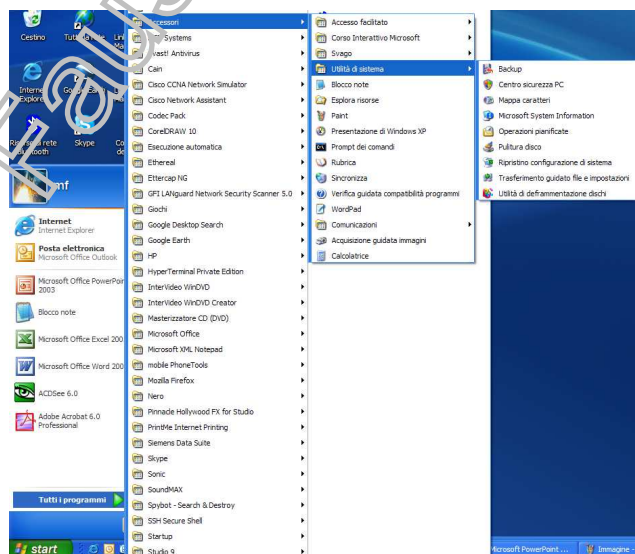 Cestino
Internet
Explorer
Google Earth
Skype
mf
Internet
Internet Explorer
Posta elettronica
Microsoft Office Outlook
Microsoft Office PowerPoin
2003
Blocco note
Microsoft Office Excel 200
Microsoft Office Word 200
ACDSee 6.0
Adobe Acrobat 6.0
Professional
Tutti i programmi
start
Accessori
Systems
Avast! Antivirus
Cain
Cisco CCNA Network Simulator
Cisco Network Assistant
Codec Pack
CorelDRAW 10
Esecuzione automatica
Ethereal
Ettercap NG
GFI LANguard Network Security Scanner 5.0
Giochi
Google Desktop Search
Google Earth
HP
HyperTerminal Private Edition
InterVideo WinDVD
InterVideo WinDVD Creator
Masterizzatore CD (DVD)
Microsoft Office
Microsoft XML Notepad
mobile PhoneTools
Mozilla Firefox
Nero
Pinnacle Hollywood FX for Studio
PrintMe Internet Printing
Siemens Data Suite
Skype
Sonic
SoundMAX
Spybot - Search & Destroy
SSH Secure Shell
Startup
Studio 9
Accesso facilitato
Corso Interattivo Microsoft
Svago
Utilità di sistema
Blocco note
Esplora risorse
Paint
Presentazione di Windows XP
Prompt dei comandi
Rubrica
Sincronizza
Verifica guidata compatibilità programmi
WordPad
Comunicazioni
Acquisizione guidata immagini
Calcolatrice
Backup
Centro sicurezza PC
Mappa caratteri
Microsoft System Information
Operazioni pianificate
Pulitura disco
Ripristino configurazione di sistema
Trasferimento guidato file e impostazioni
Utilità di deframmentazione dischi
Microsoft PowerPoint ...
Immagine -